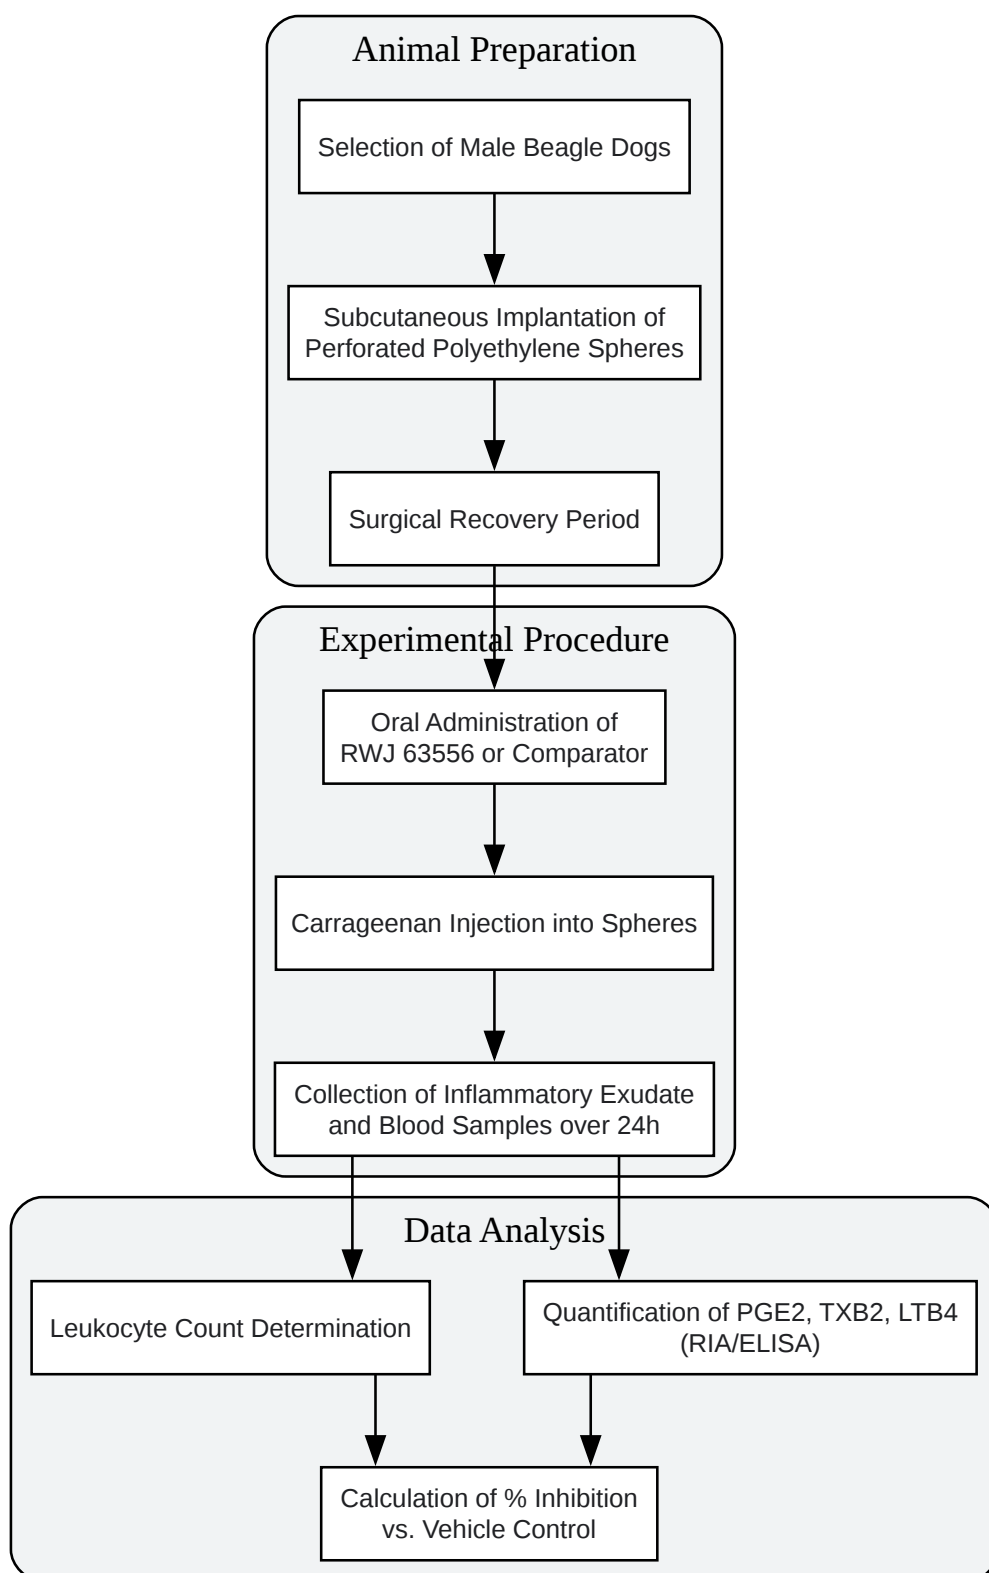 Animal Preparation
Selection of Male Beagle Dogs
Subcutaneous Implantation of
Perforated Polyethylene Spheres
Surgical Recovery Period
Experimental Procedure
Oral Administration of
RWJ 63556 or Comparator
Carrageenan Injection into Spheres
Collection of Inflammatory Exudate
and Blood Samples over 24h
Data Analysis
Leukocyte Count Determination
Quantification of PGE2, TXB2, LTB4
(RIA/ELISA)
Calculation of % Inhibition
vs. Vehicle Control